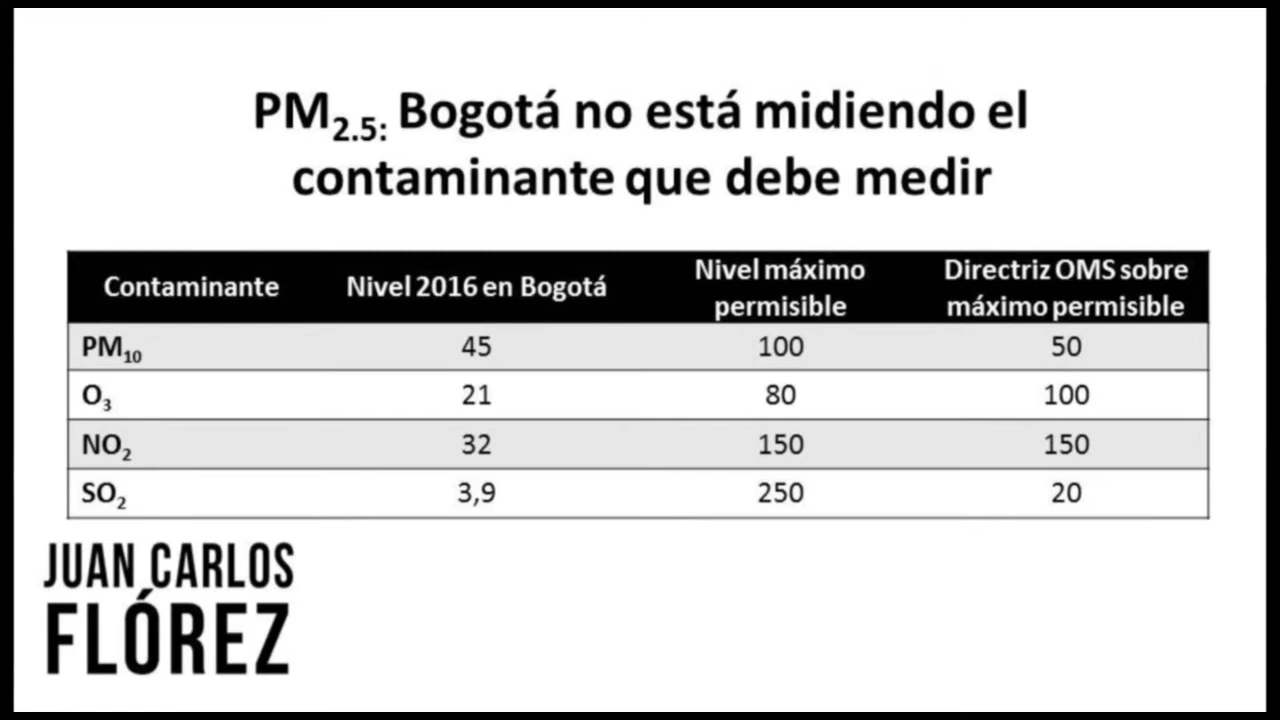 PM2.5: Bogotá no está midiendo el
contaminante que debe medir
Contaminante Nivel 2016 en Bogotá Nivel máximo permisible Directriz OMS sobre máximo permisible
PM10 45 100 50
O3 21 80 100
NO2 32 150 150
SO2 3,9 250 20
JUAN CARLOS
FLÓREZ